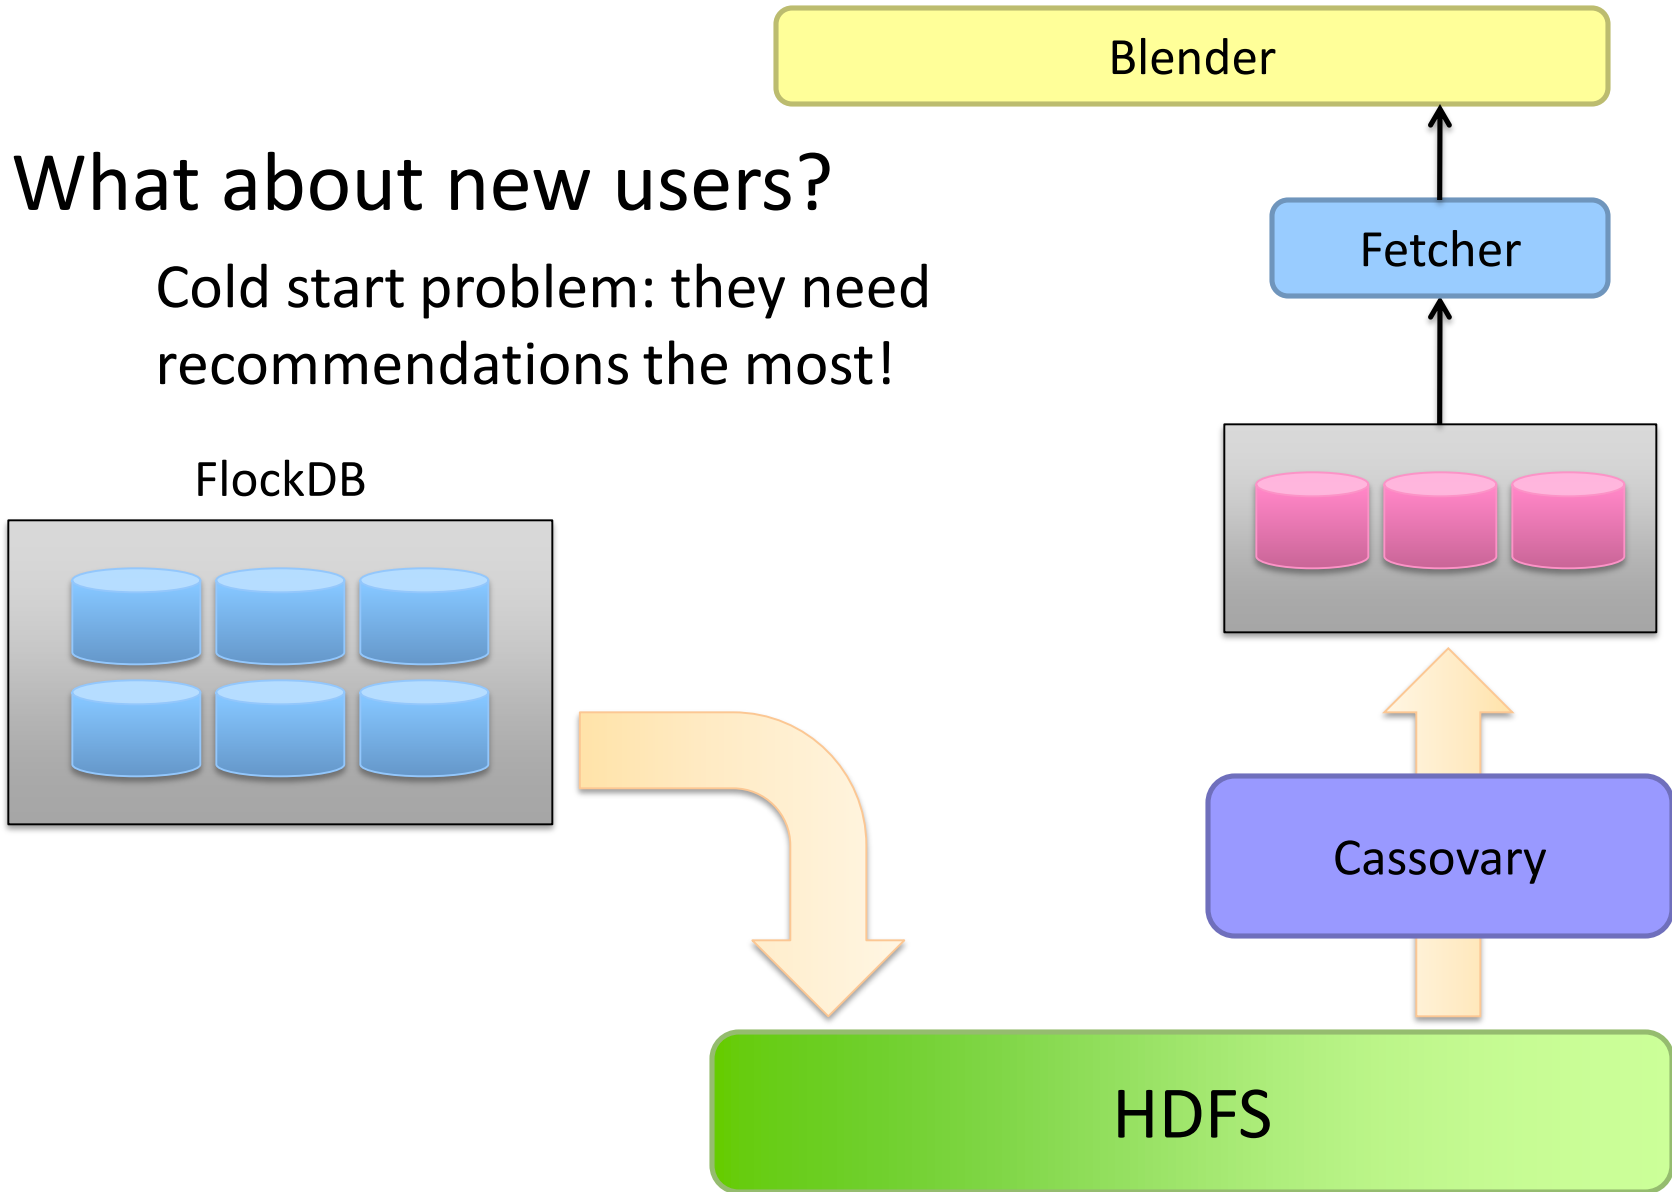 Blender
What about new users?
Fetcher
Cold start problem: they need
recommendations the most!
FlockDB
Cassovary
HDFS